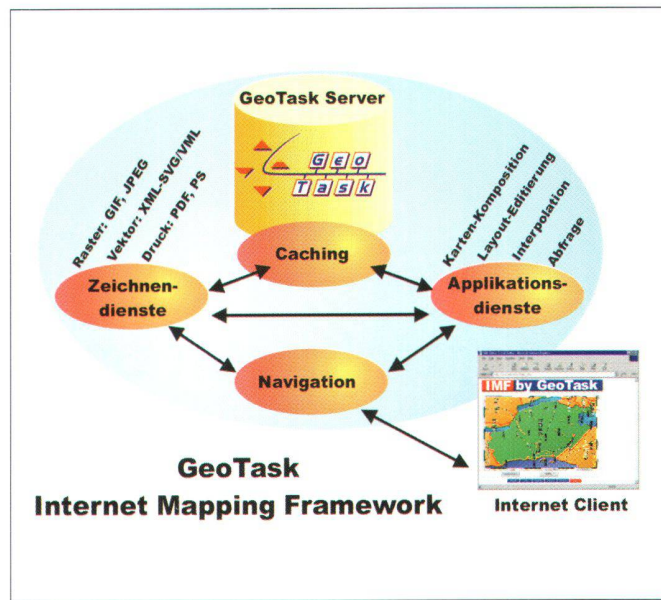 GeoTask Server
Geo
Task
Raster: GIF, JPEG
Vektor: XML-SVG/VML
Druck: PDF, PS
Karten-Komposition
Layout-Editierung
Interpolation
Abfrage
Caching
Zeichnen-
dienste
Applikations-
dienste
Navigation
IMF by GeoTask
GeoTask
Internet Mapping Framework
Internet Client